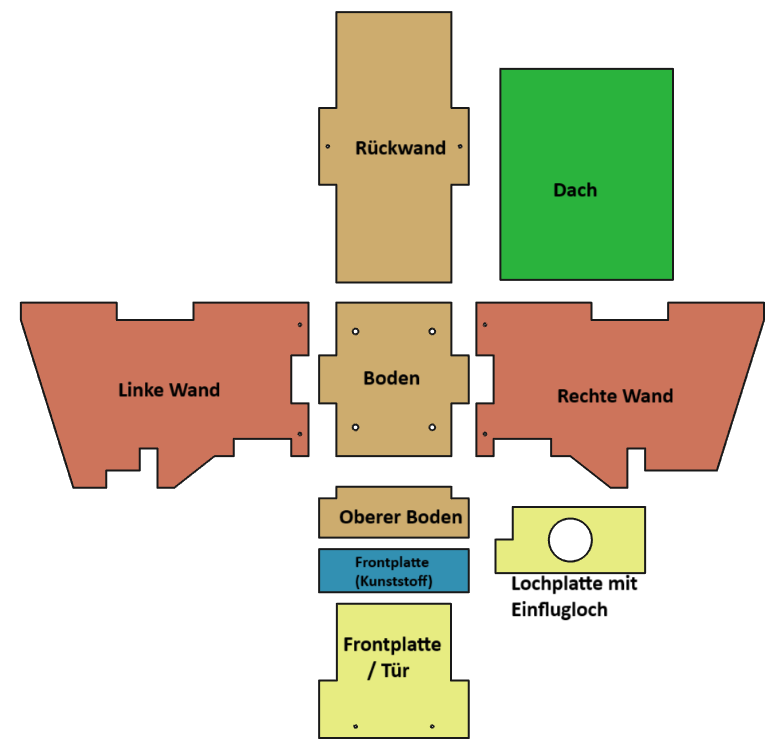 Rückwand
Dach
Linke Wand
Boden
Rechte Wand
Oberer Boden
Frontplatte
(Kunststoff)
Lochplatte mit
Einflugloch
Frontplatte
/ Tür